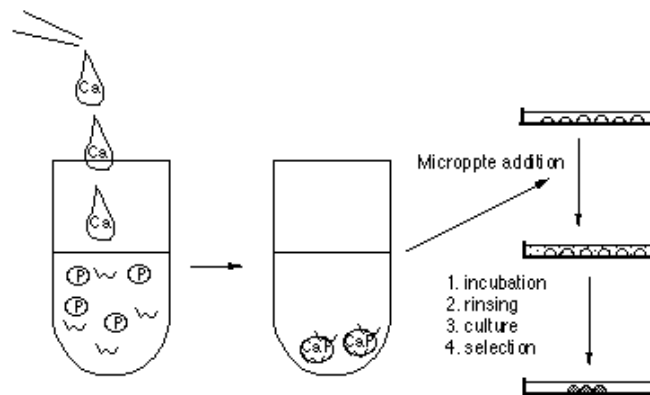 Ca
Ca
Ca
P
P
P
P
CaP
CaP
Microppte addition
1. incubation
2. rinsing
3. culture
4. selection